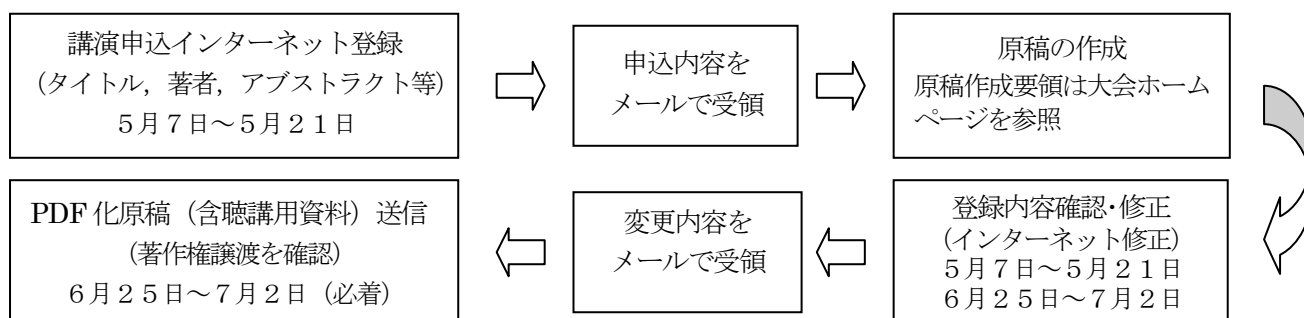 講演申込インターネット登録
（タイトル，著者，アブストラクト等）
５月７日～５月２１日
申込内容を
メールで受領
原稿の作成
原稿作成要領は大会ホーム
ページを参照
登録内容確認・修正
（インターネット修正）
５月７日～５月２１日
６月２５日～７月２日
変更内容を
メールで受領
PDF 化原稿（含聴講用資料）送信
（著作権譲渡を確認）
６月２５日～７月２日（必着）